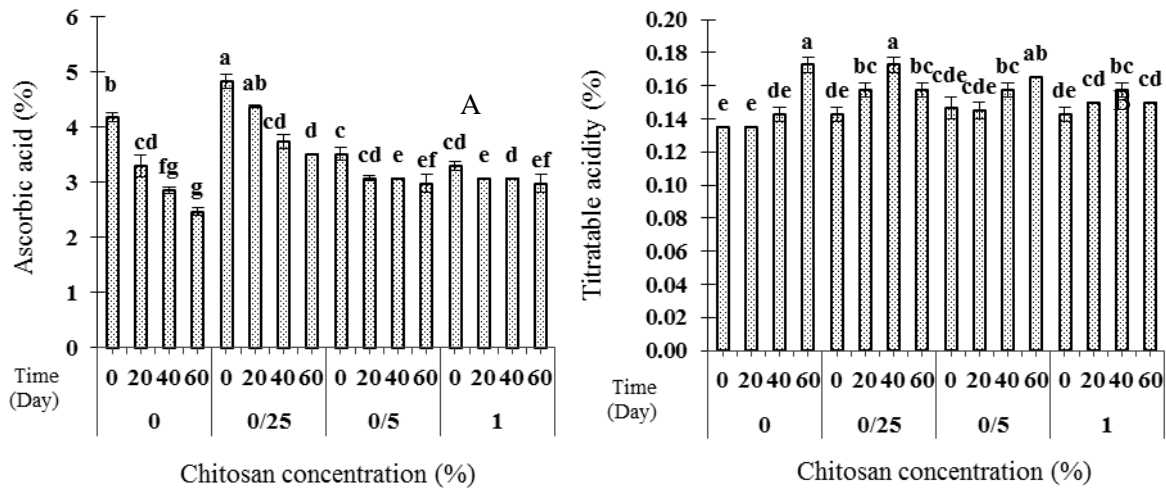 Ascorbic acid (%)
6
5
4
3
2
1
0
b
cd
fg
g
a
ab
cd
d
c
cd
e
ef
cd
e
d
ef
A
Time
(Day)
0 20 40 60 0 20 40 60 0 20 40 60 0 20 40 60
0 0/25 0/5 1
Chitosan concentration (%)
Titratable acidity (%)
0.20
0.18
0.16
0.14
0.12
0.10
0.08
0.06
0.04
0.02
0.00
e
e
de
a
de
bc
a
bc
cde
cde
bc
ab
de
cd
bc
cd
B
Time
(Day)
0 20 40 60 0 20 40 60 0 20 40 60 0 20 40 60
0 0/25 0/5 1
Chitosan concentration (%)